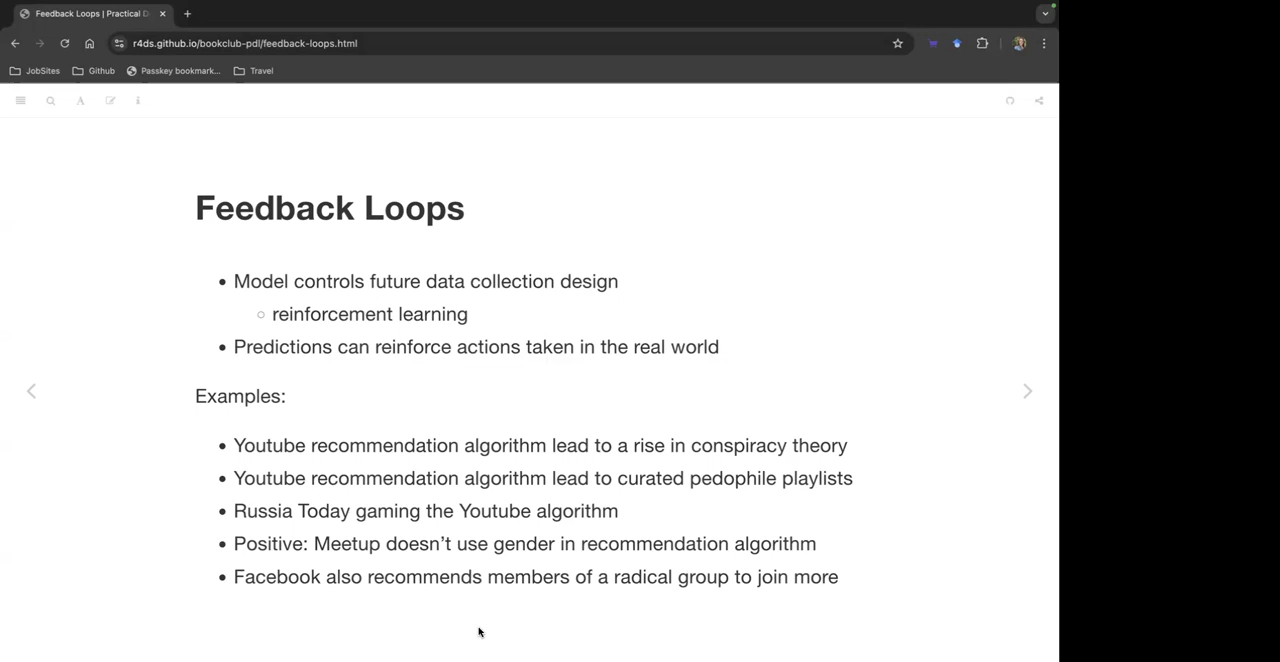 Feedback Loops | Practical D
r4ds.github.io/bookclub-pdl/feedback-loops.html
JobSites
Github
Passkey bookmark...
Travel
Feedback Loops
Model controls future data collection design
reinforcement learning
Predictions can reinforce actions taken in the real world
Examples:
Youtube recommendation algorithm lead to a rise in conspiracy theory
Youtube recommendation algorithm lead to curated pedophile playlists
Russia Today gaming the Youtube algorithm
Positive: Meetup doesn’t use gender in recommendation algorithm
Facebook also recommends members of a radical group to join more